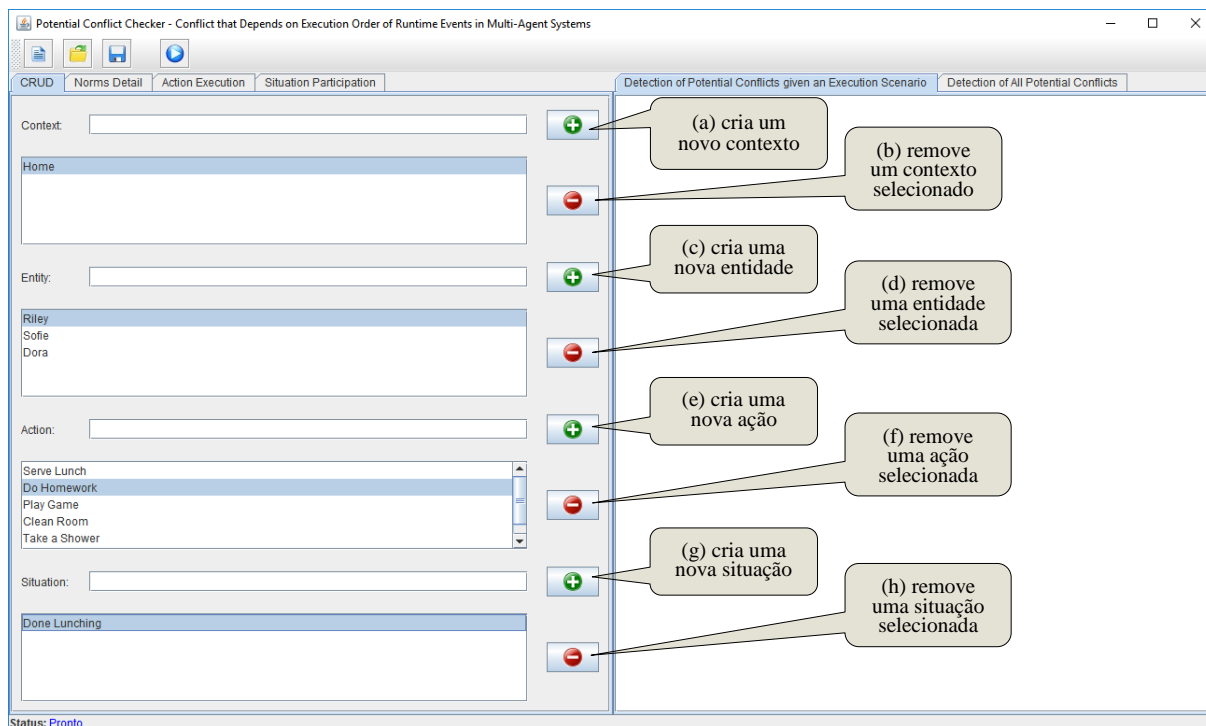 Potential Conflict Checker - Conflict that Depends on Execution Order of Runtime Events in Multi-Agent Systems
CRUD
Norms Detail
Action Execution
Situation Participation
Detection of Potential Conflicts given an Execution Scenario
Detection of All Potential Conflicts
Context:
Home
Entity:
Riley
Sofie
Dora
Action:
Serve Lunch
Do Homework
Play Game
Clean Room
Take a Shower
Situation:
Done Lunching
(a) cria um
novo contexto
(b) remove
um contexto
selecionado
(c) cria uma
nova entidade
(d) remove
uma entidade
selecionada
(e) cria uma
nova ação
(f) remove
uma ação
selecionada
(g) cria uma
nova situação
(h) remove
uma situação
selecionada
Status: Pronto